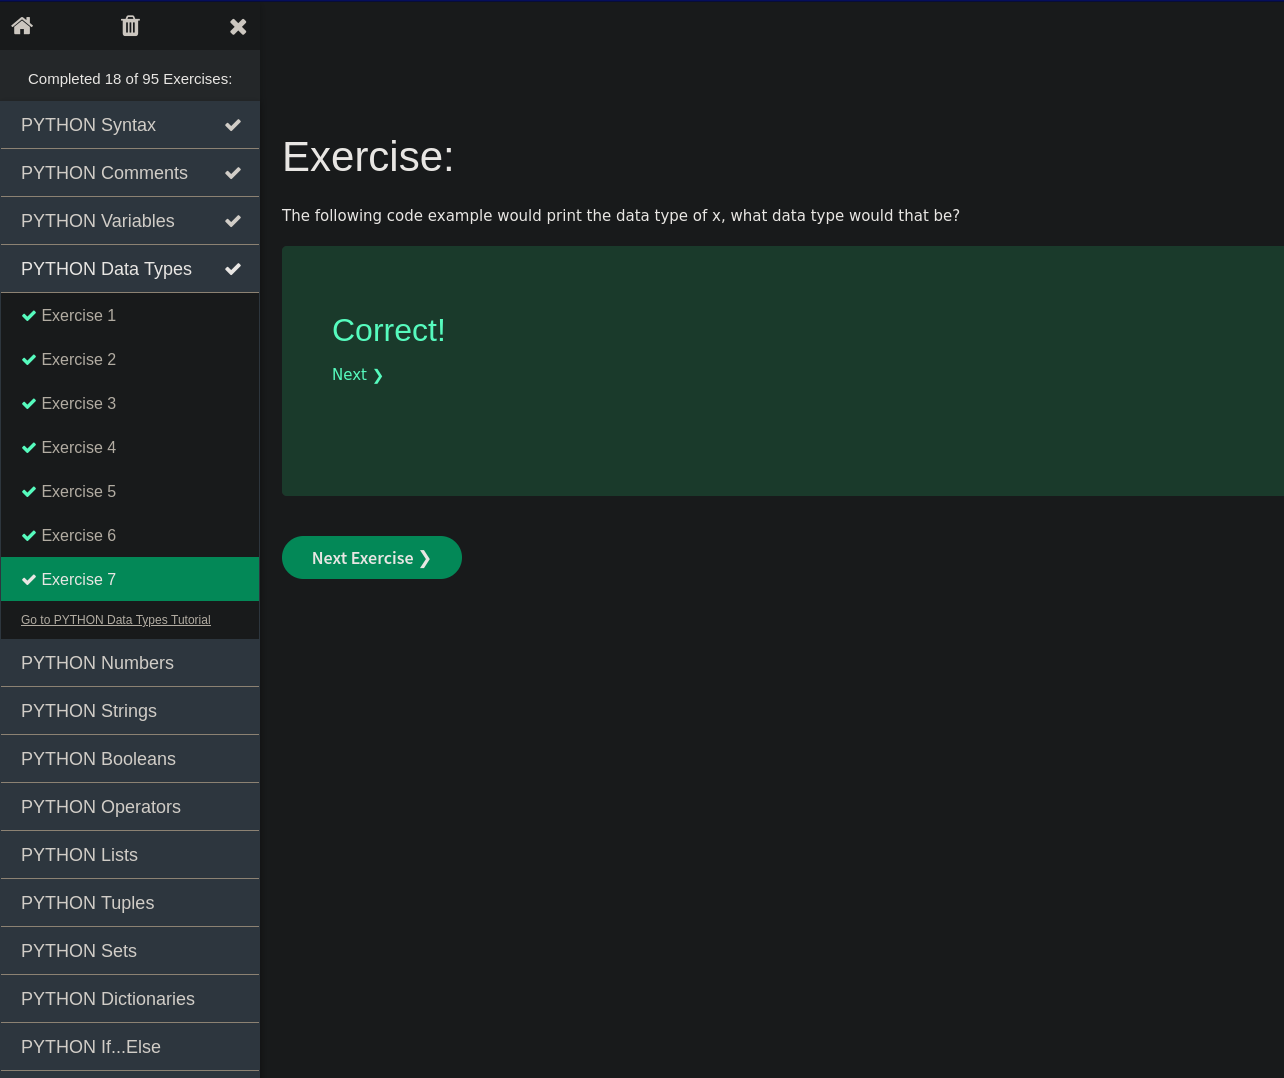 Completed 18 of 95 Exercises:
PYTHON Syntax
PYTHON Comments
PYTHON Variables
PYTHON Data Types
Exercise 1
Exercise 2
Exercise 3
Exercise 4
Exercise 5
Exercise 6
Exercise 7
Go to PYTHON Data Types Tutorial
PYTHON Numbers
PYTHON Strings
PYTHON Booleans
PYTHON Operators
PYTHON Lists
PYTHON Tuples
PYTHON Sets
PYTHON Dictionaries
PYTHON If...Else
Exercise:
The following code example would print the data type of x, what data type would that be?
Correct!
Next ❯
Next Exercise ❯